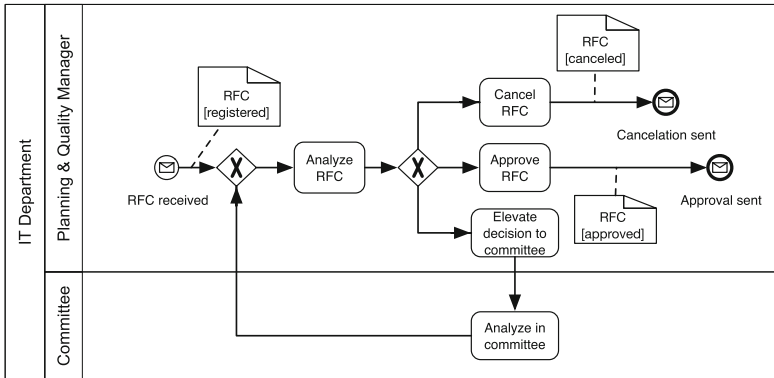 IT Department
Planning & Quality Manager
Committee
RFC
[registered]
RFC received
Analyze
RFC
Cancel
RFC
RFC
[canceled]
Cancelation sent
Approve
RFC
Approval sent
RFC
[approved]
Elevate
decision to
committee
Analyze in
committee